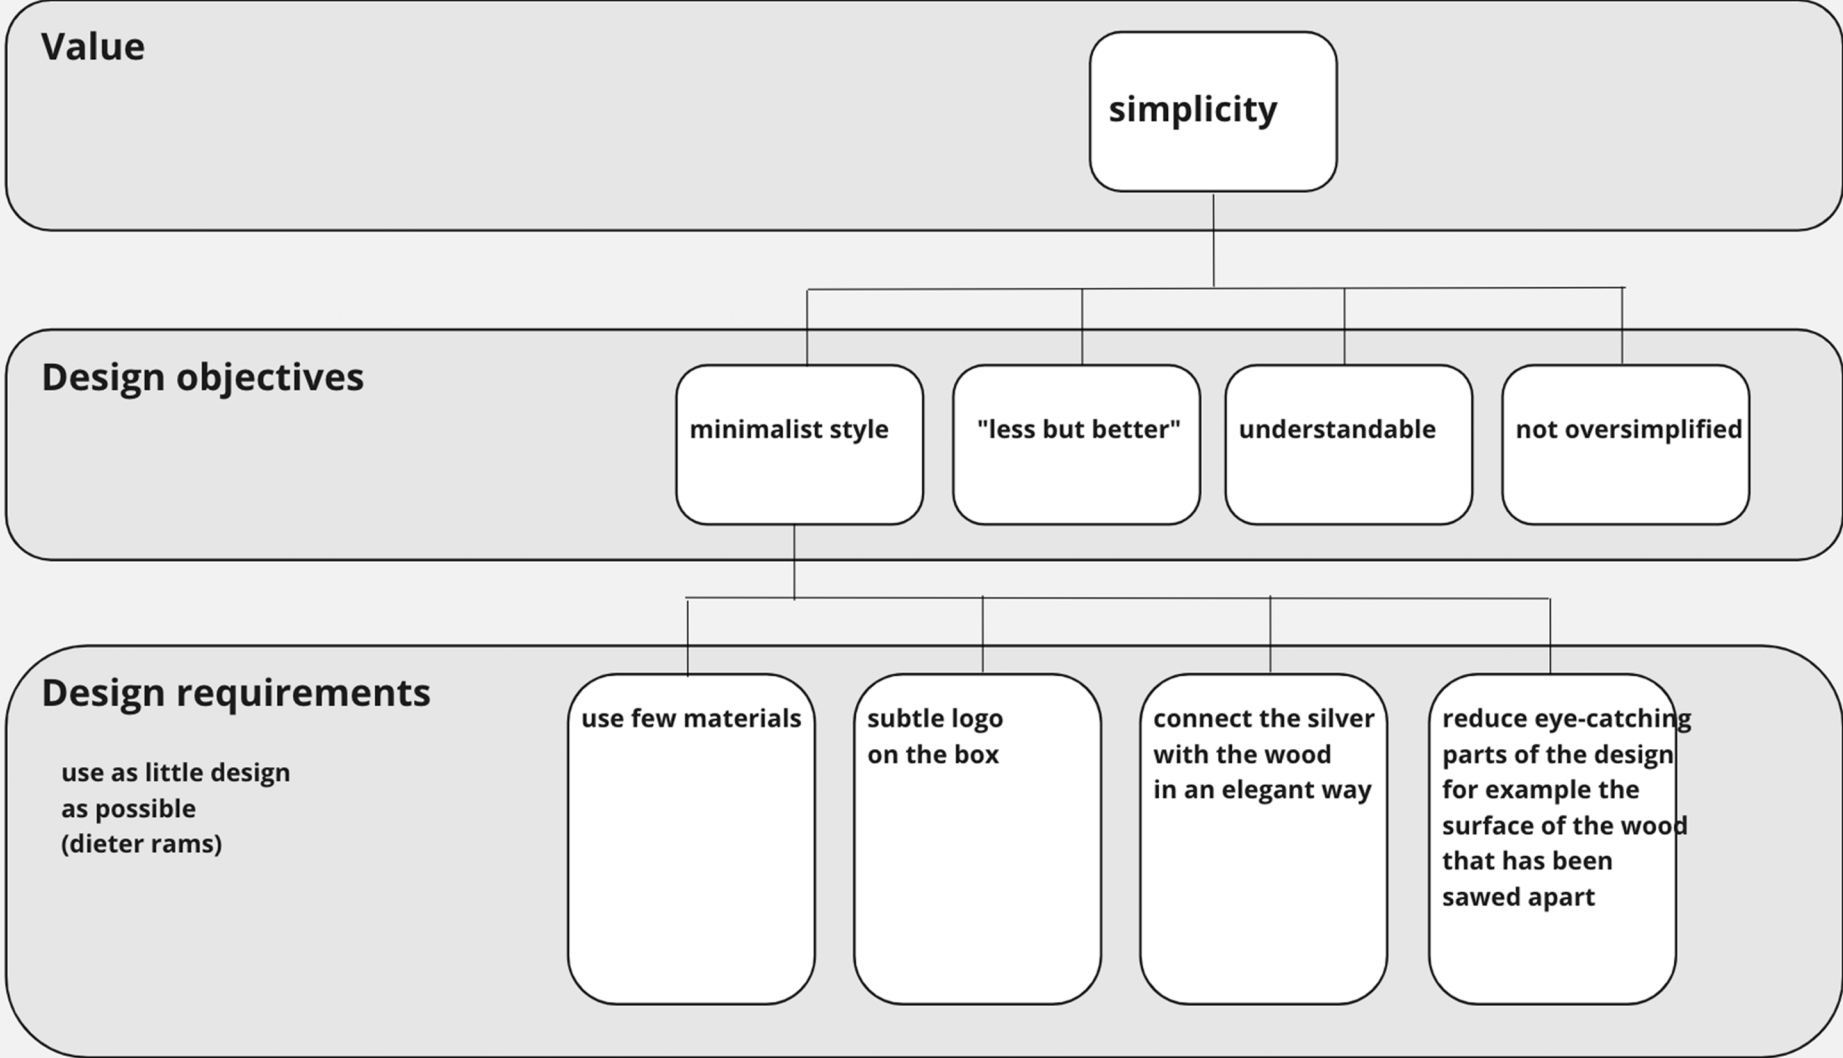 Value
simplicity
Design objectives
minimalist style
"less but better"
understandable
not oversimplified
Design requirements
use as little design
as possible
(dieter rams)
use few materials
subtle logo
on the box
connect the silver
with the wood
in an elegant way
reduce eye-catching
parts of the design
for example the
surface of the wood
that has been
sawed apart